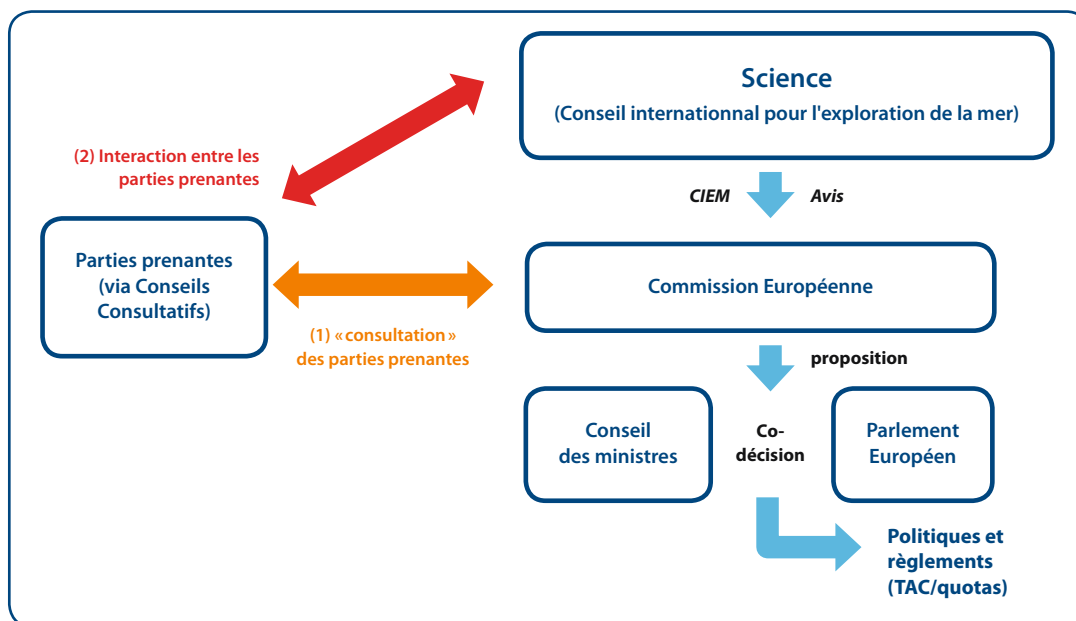 Science
(Conseil internationnal pour l'exploration de la mer)
(2) Interaction entre les
parties prenantes
CIEM
Avis
Parties prenantes
(via Conseils
Consultatifs)
Commission Européenne
(1) «consultation»
des parties prenantes
proposition
Conseil
des ministres
Co-
décision
Parlement
Européen
Politiques et
règlements
(TAC/quotas)